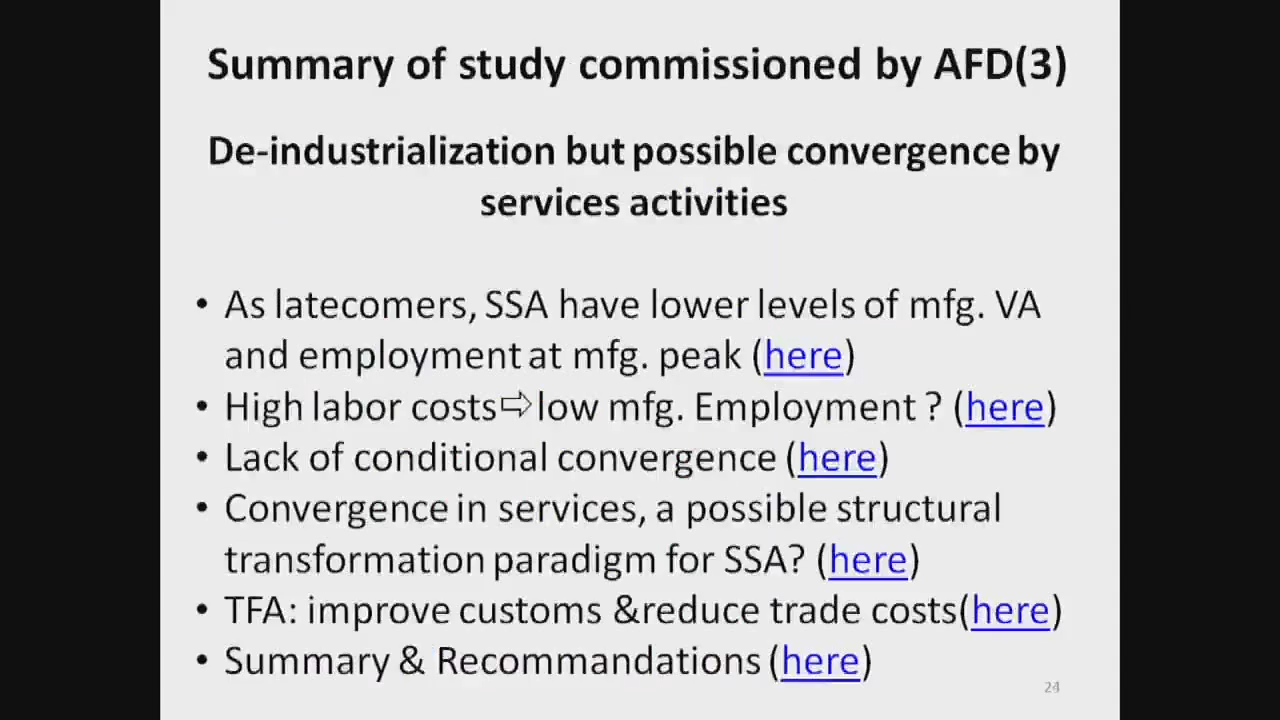 Summary of study commissioned by AFD(3)
De-industrialization but possible convergence by
services activities
• As latecomers, SSA have lower levels of mfg. VA
and employment at mfg. peak (here)
• High labor costs⇨low mfg. Employment ? (here)
• Lack of conditional convergence (here)
• Convergence in services, a possible structural
transformation paradigm for SSA? (here)
• TFA: improve customs &reduce trade costs(here)
• Summary & Recommandations (here)
24